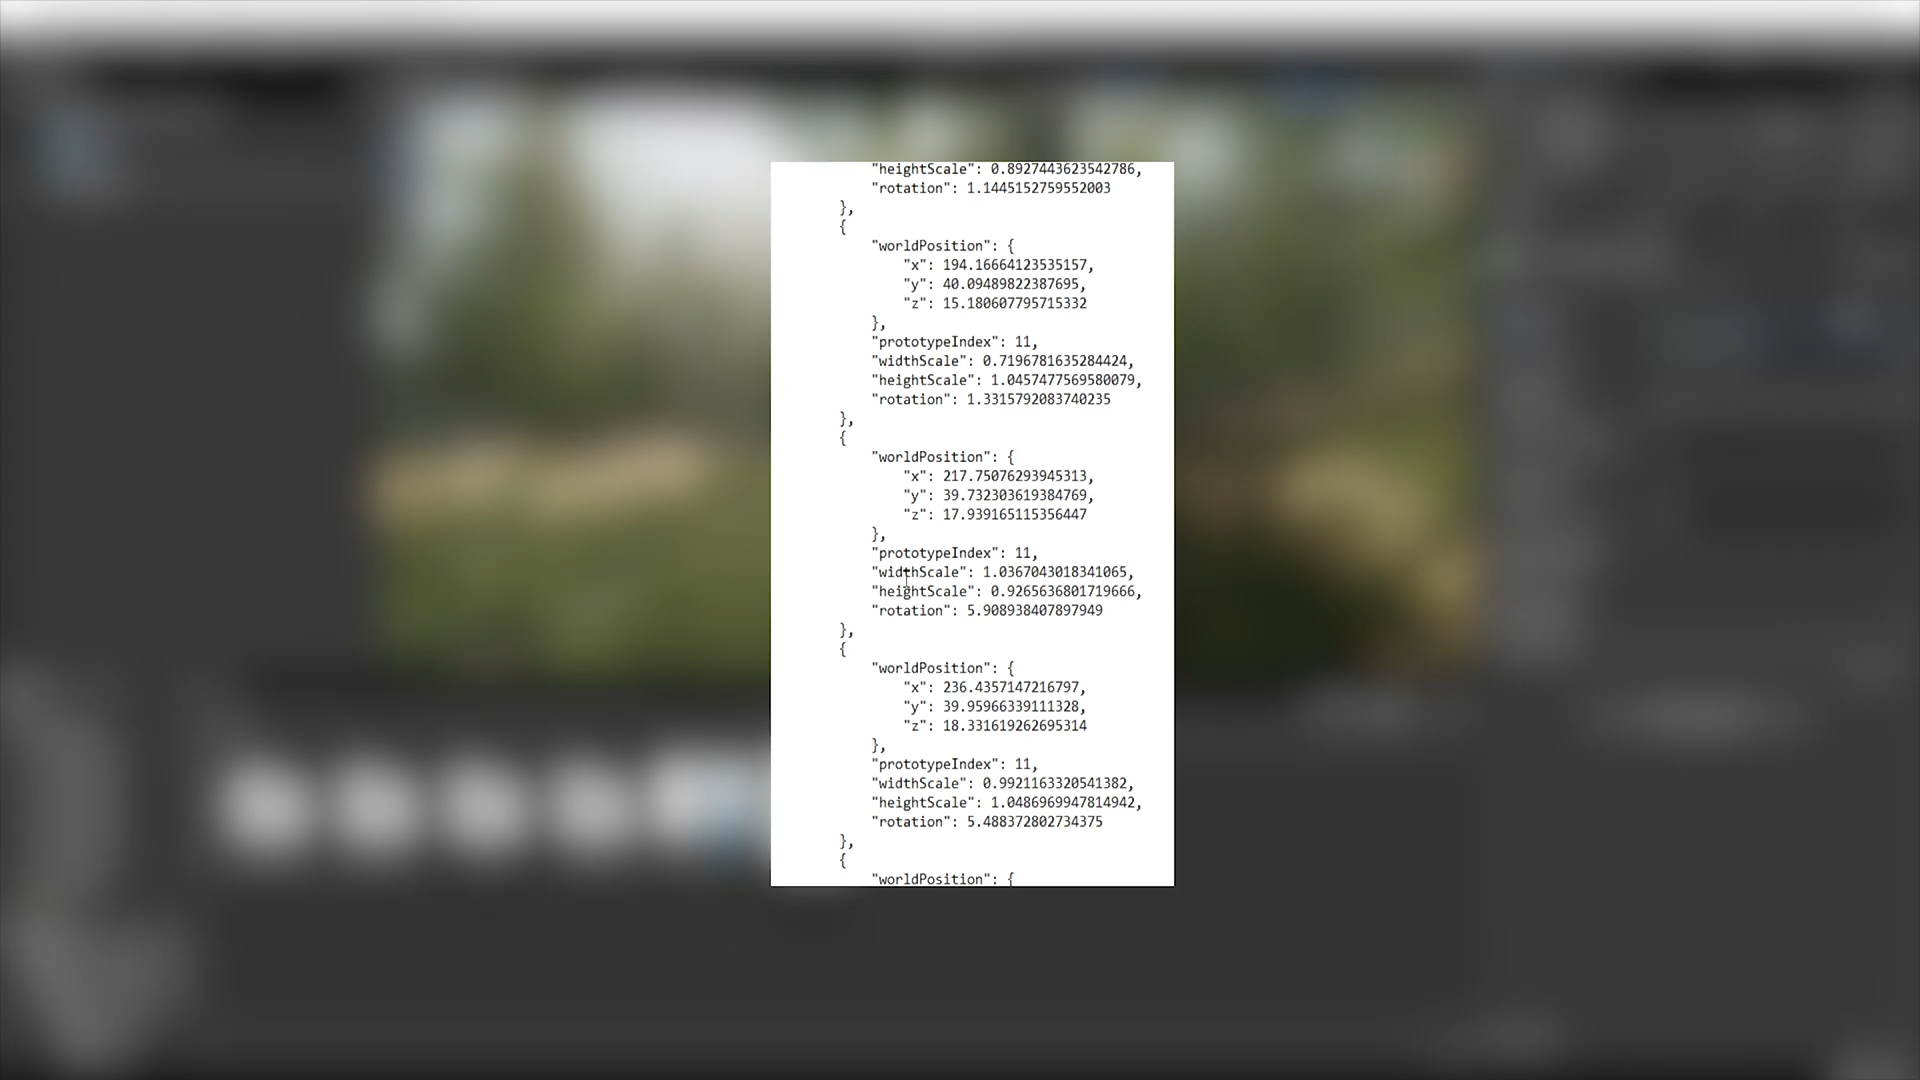 "heightScale": 0.8927443623542786,
"rotation": 1.1445152759552003
},
{
"worldPosition": {
"x": 194.16664123535157,
"y": 40.09489822387695,
"z": 15.180607795715332
},
"prototypeIndex": 11,
"widthScale": 0.7196781635284424,
"heightScale": 1.0457477569580079,
"rotation": 1.3315792083740235
},
{
"worldPosition": {
"x": 217.75076293945313,
"y": 39.732303619384769,
"z": 17.939165115356447
},
"prototypeIndex": 11,
"widthScale": 1.0367043018341065,
"heightScale": 0.9265636801719666,
"rotation": 5.908938407897949
},
{
"worldPosition": {
"x": 236.4357147216797,
"y": 39.95966339111328,
"z": 18.331619262695314
},
"prototypeIndex": 11,
"widthScale": 0.9921163320541382,
"heightScale": 1.0486969947814942,
"rotation": 5.488372802734375
},
{
"worldPosition": {